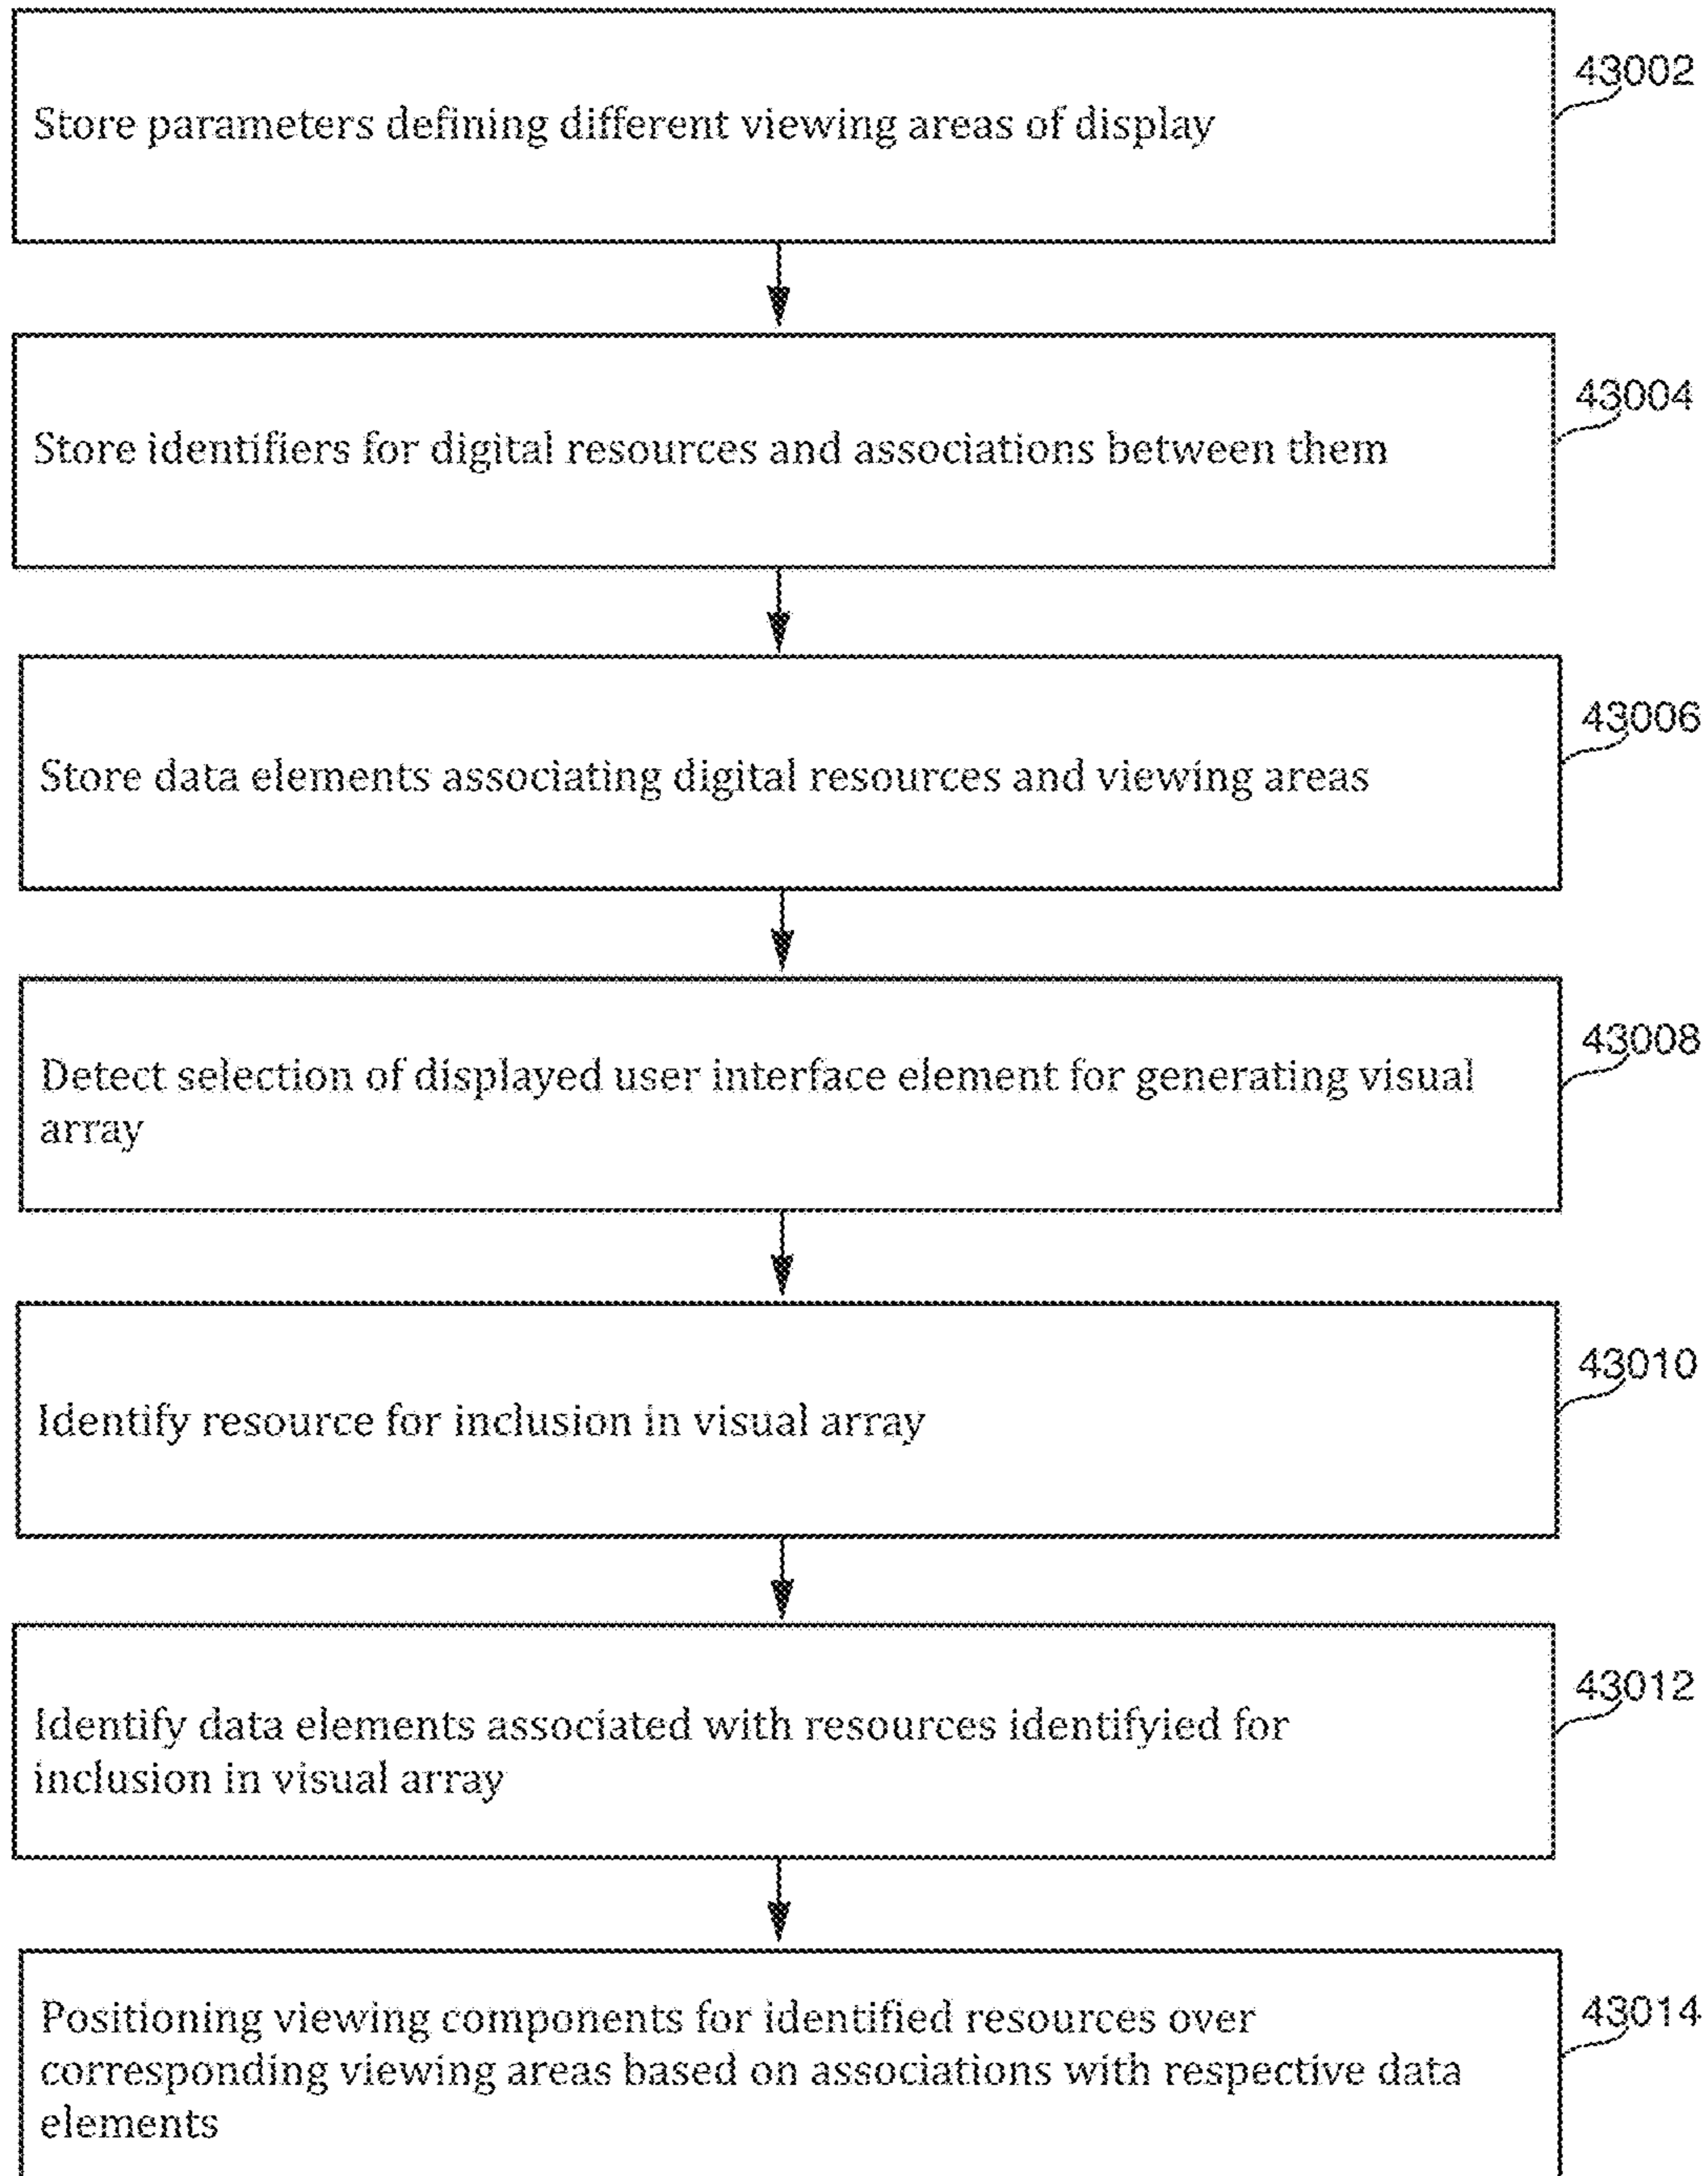 43002
Store parameters defining different viewing areas of display
43004
Store identifiers for digital resources and associations between them
43006
Store data elements associating digital resources and viewing areas
43008
Detect selection of displayed user interface element for generating visual
array
43010
Identify resource for inclusion in visual array
43012
Identify data elements associated with resources identifyied for
inclusion in visual array
43014
Positioning viewing components for identified resources over
corresponding viewing areas based on associations with respective data
elements